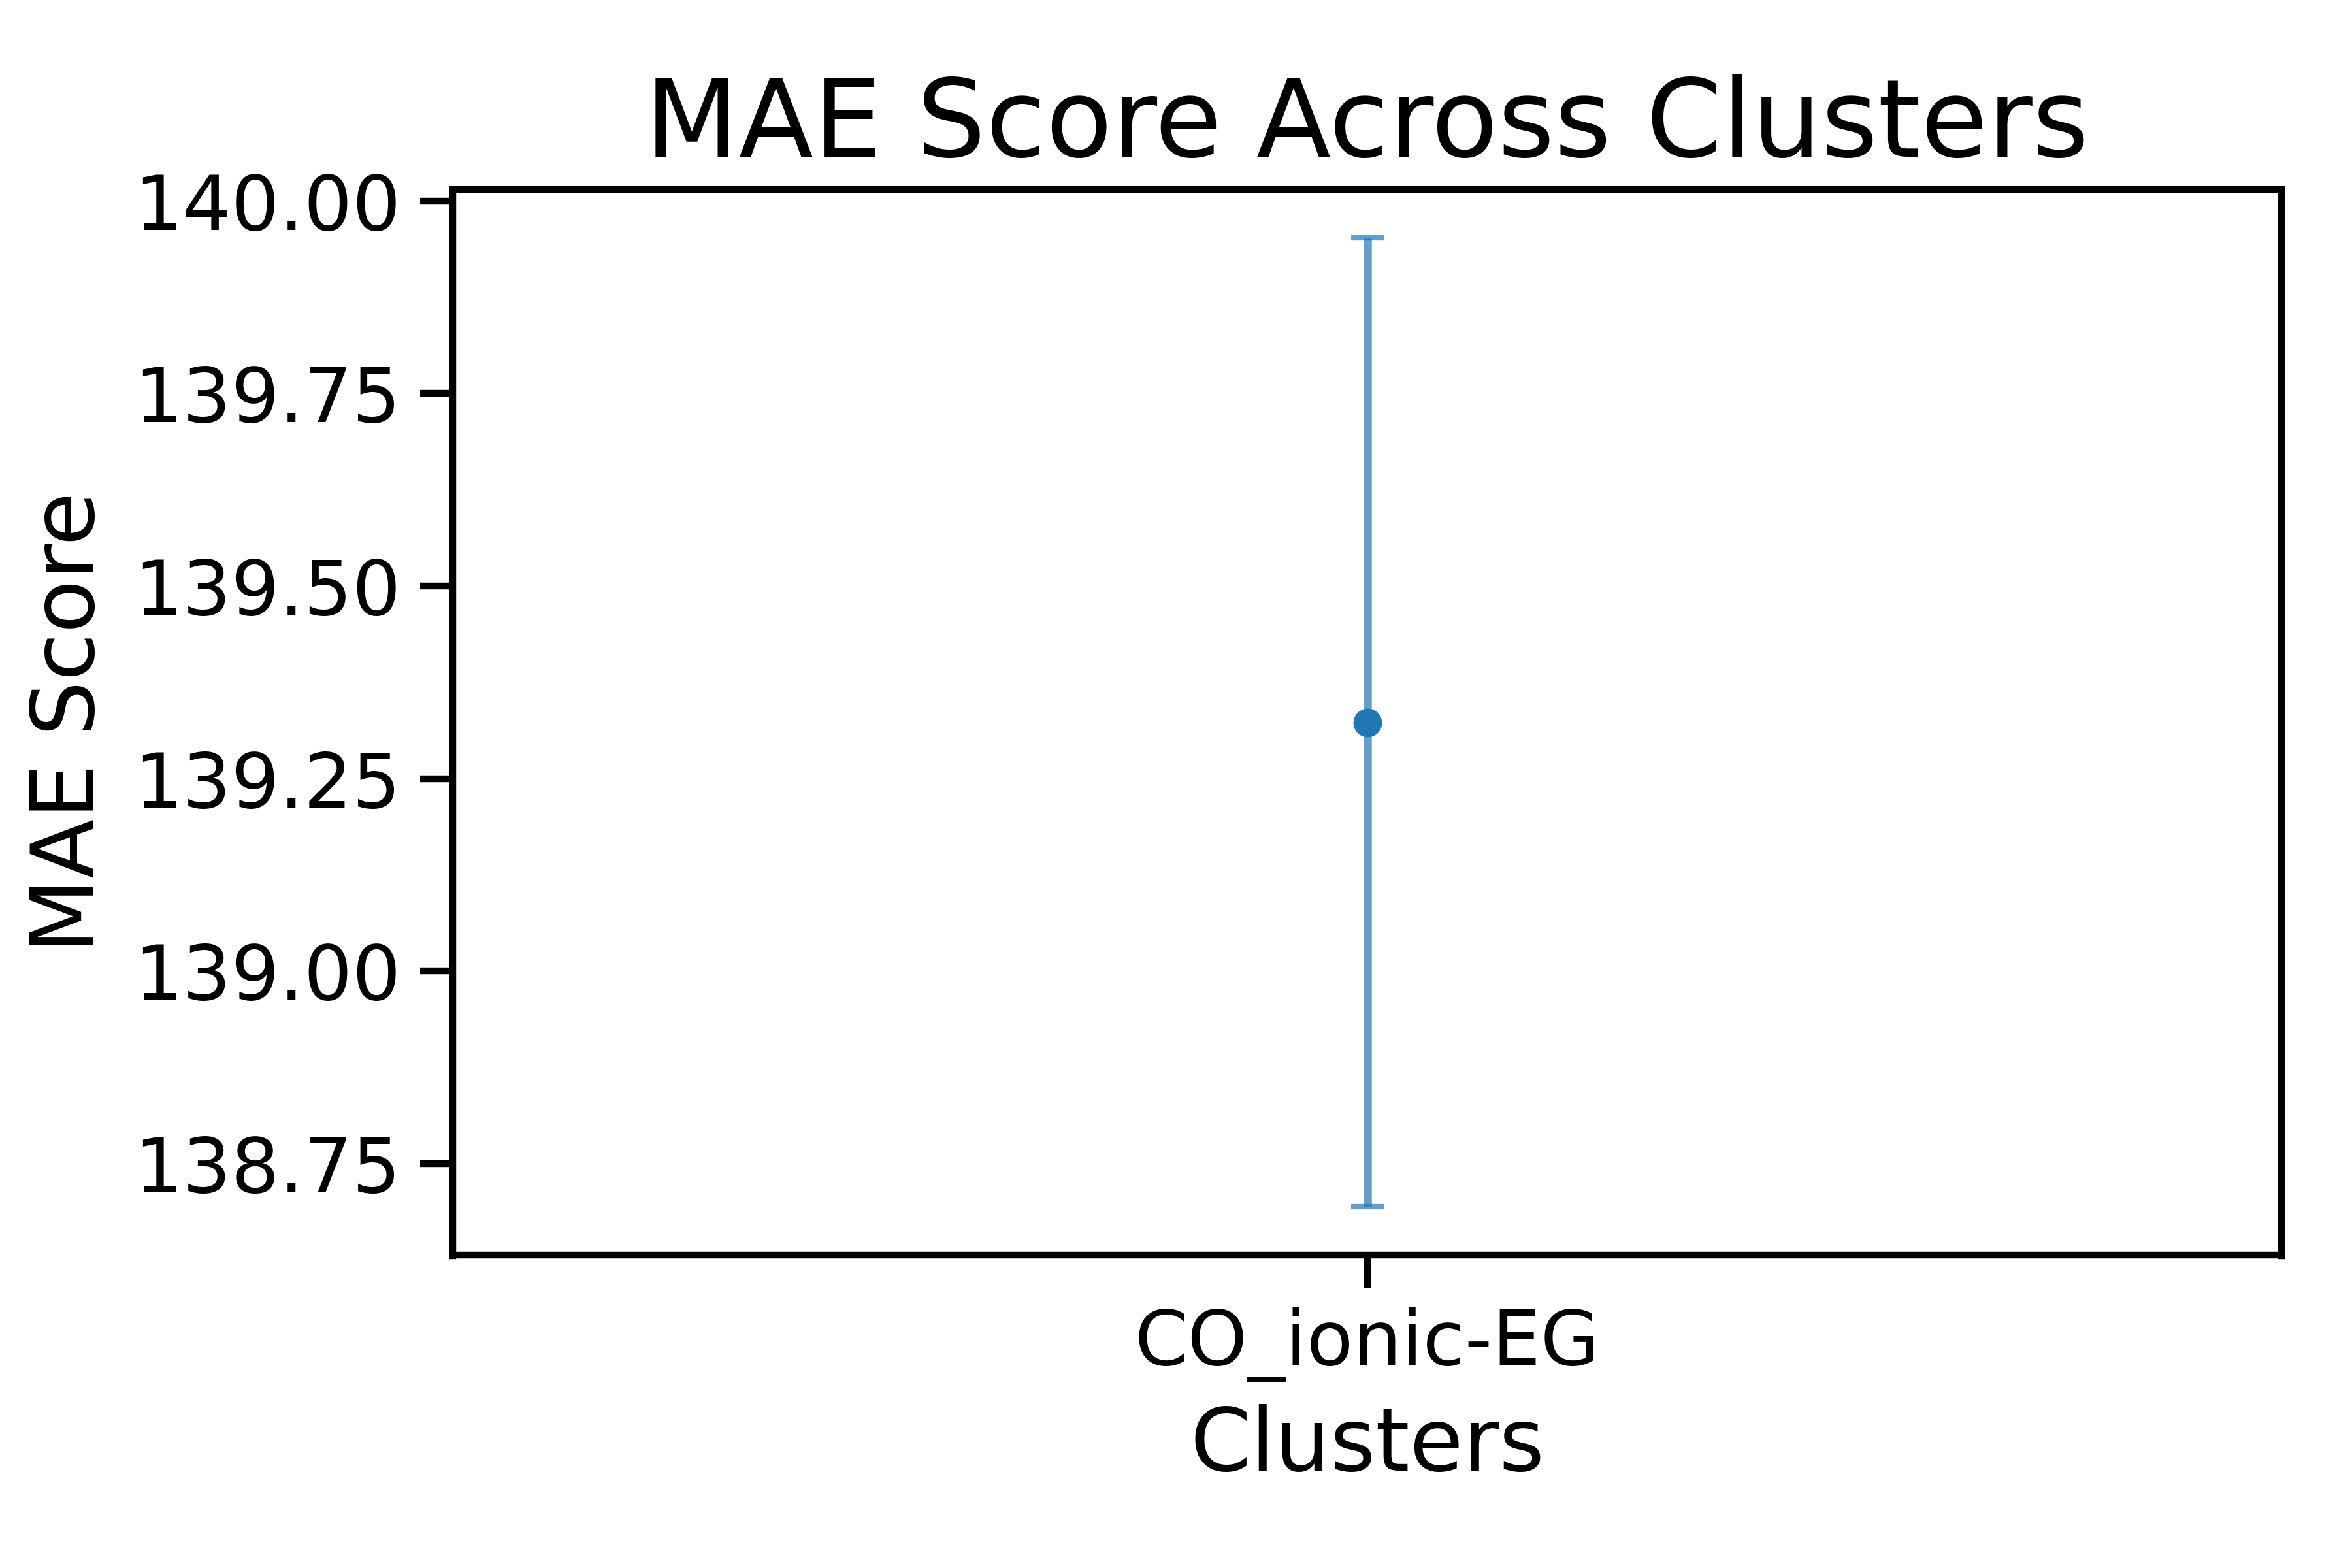 MAE Score Across Clusters
140.00
139.75
139.50
139.25
139.00
138.75
MAE Score
CO_ionic-EG
Clusters